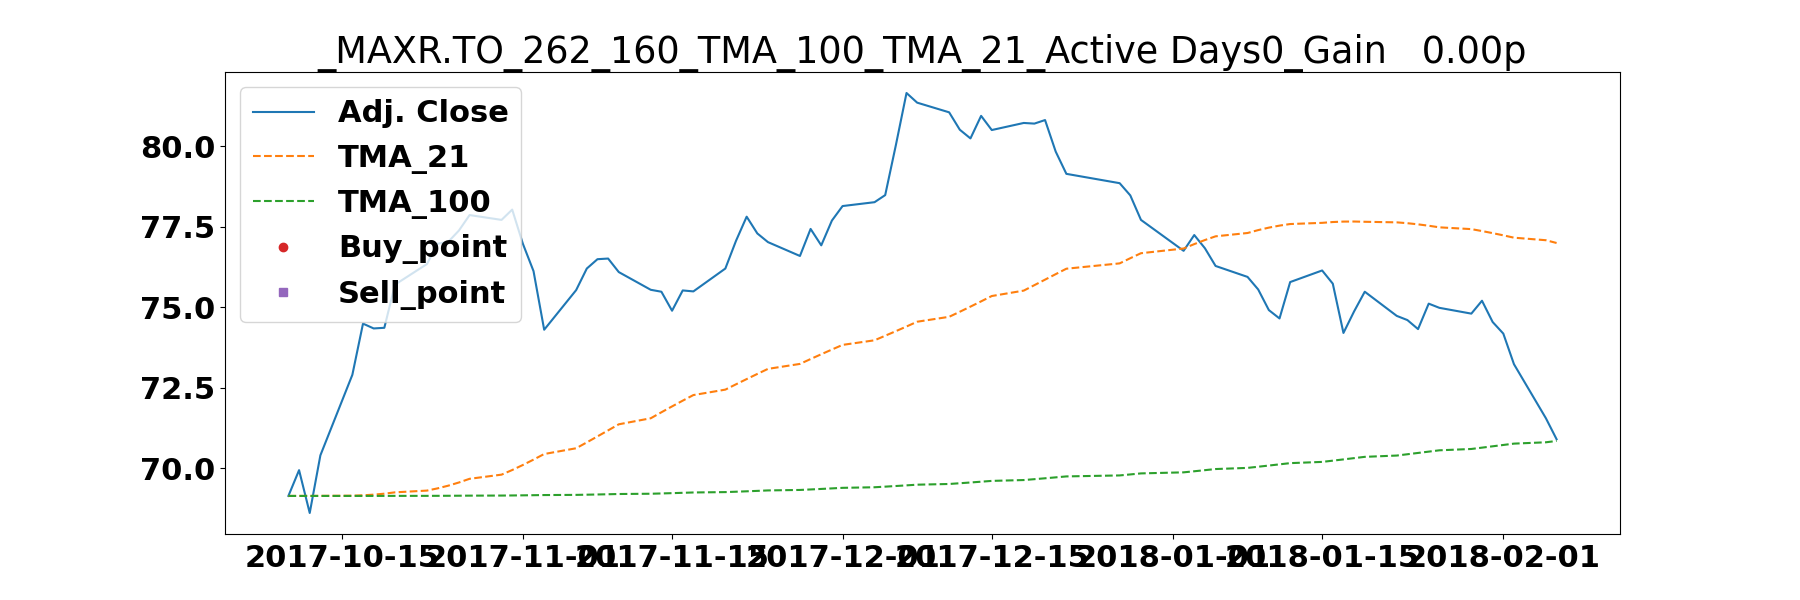 _MAXR.TO_262_160_TMA_100_TMA_21_Active Days0_Gain   0.00p
Adj. Close
TMA_21
TMA_100
Buy_point
Sell_point
80.0
77.5
75.0
72.5
70.0
2017-10-15 2017-11-01 2017-11-15 2017-12-01 2017-12-15 2018-01-01 2018-01-15 2018-02-01